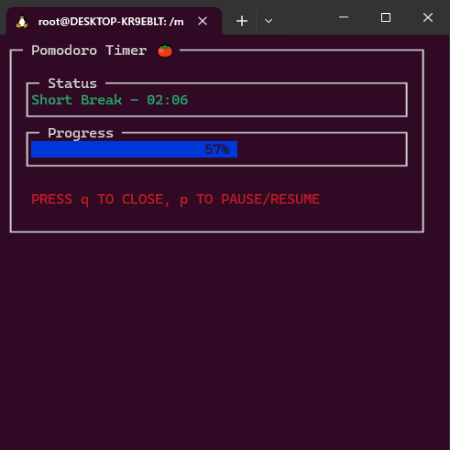 root@DESKTOP-KR9EBLT: /m
Pomodoro Timer 🍅
Status
Short Break - 02:06
Progress
57%
PRESS q TO CLOSE, p TO PAUSE/RESUME